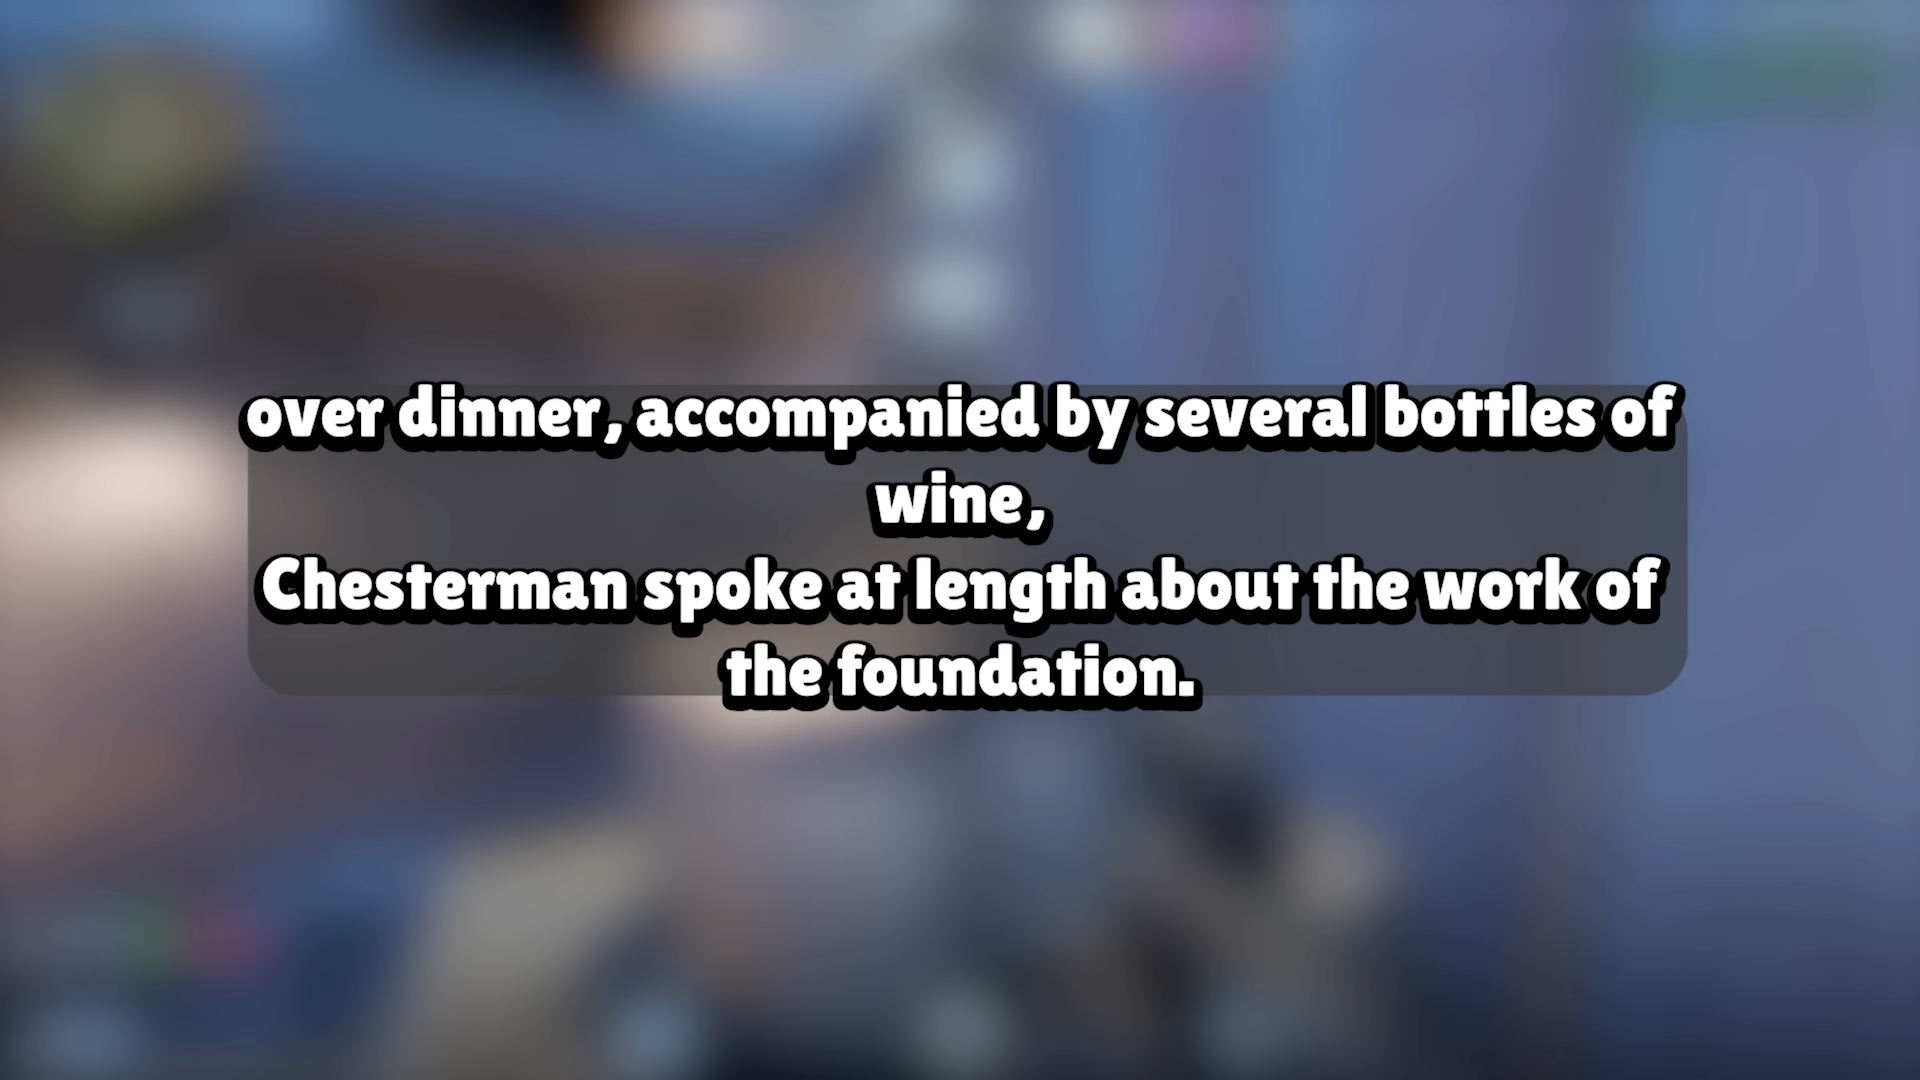 over dinner, accompanied by several bottles of
wine,
Chesterman spoke at length about the work of
the foundation.